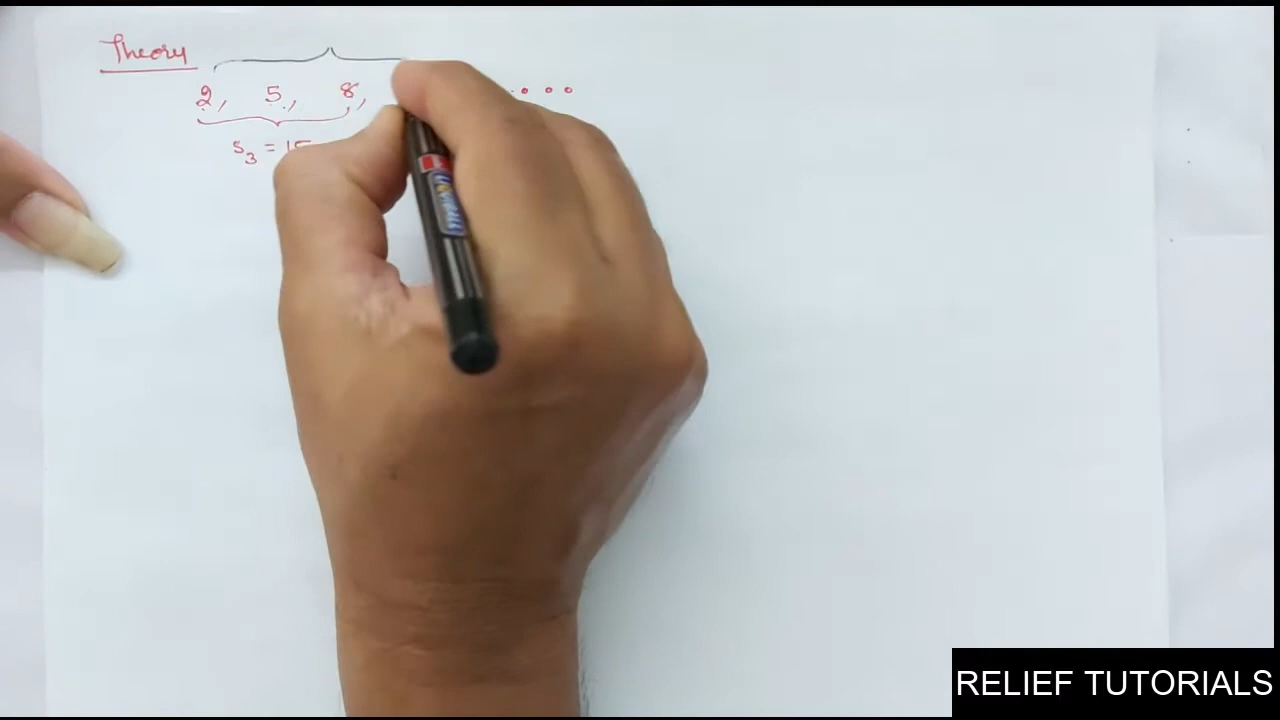 Theory
2, 5, 8, ....
S3 = 15
RELIEF TUTORIALS